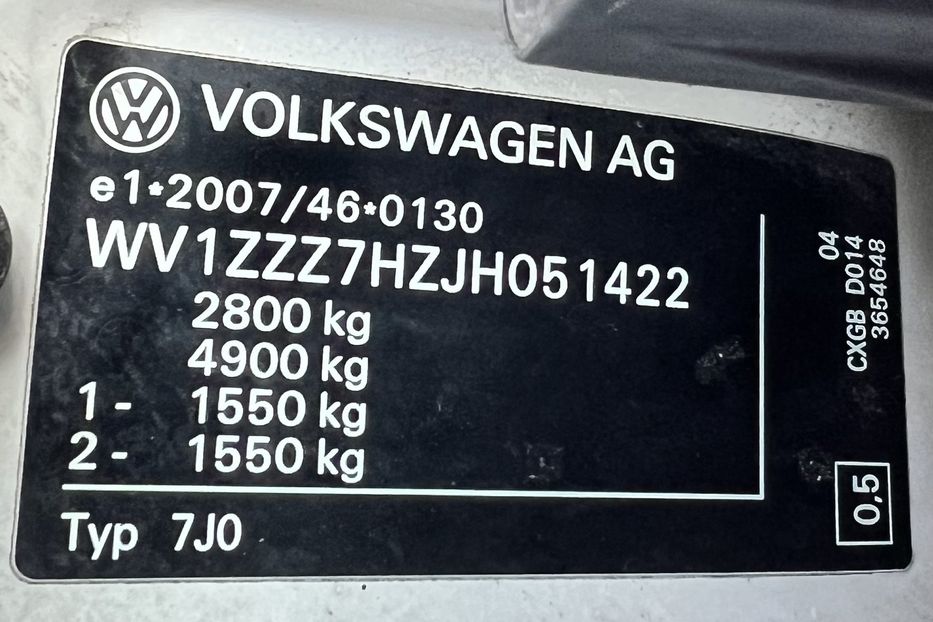 VOLKSWAGEN AG
e1*2007/46*0130
WV1ZZZ7HZJH051422
2800 kg
4900 kg
1- 1550 kg
2- 1550 kg
Typ 7J0
04
CXGB D014
3654648
0,5